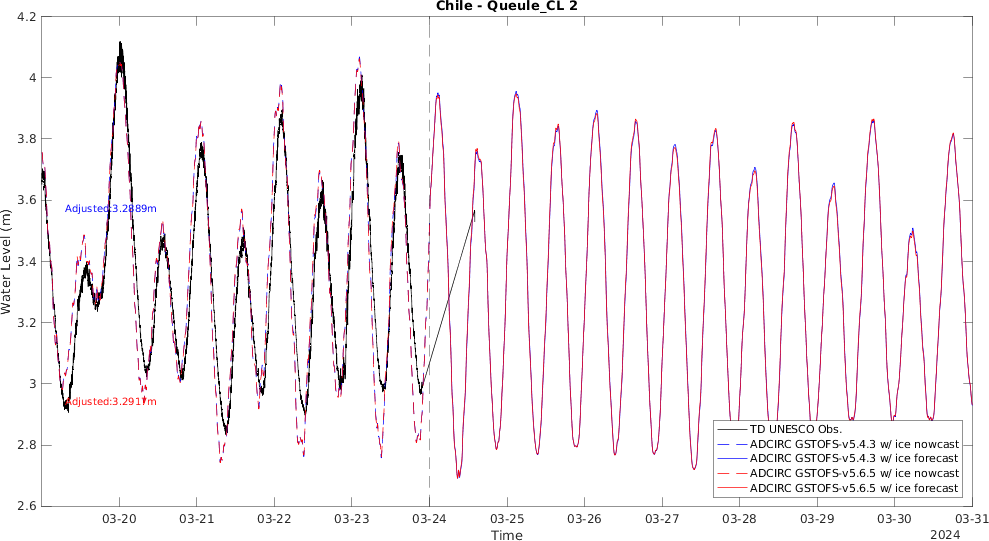 Chile - Queule_CL 2
4.2
4
3.8
3.6
3.4
3.2
3
2.8
2.6
Water Level (m)
Adjusted:3.2889m
Adjusted:3.2917m
TD UNESCO Obs.
ADCIRC GSTOFS-v5.4.3 w/ ice nowcast
ADCIRC GSTOFS-v5.4.3 w/ ice forecast
ADCIRC GSTOFS-v5.6.5 w/ ice nowcast
ADCIRC GSTOFS-v5.6.5 w/ ice forecast
03-20 03-21 03-22 03-23 03-24 03-25 03-26 03-27 03-28 03-29 03-30 03-31
Time
2024